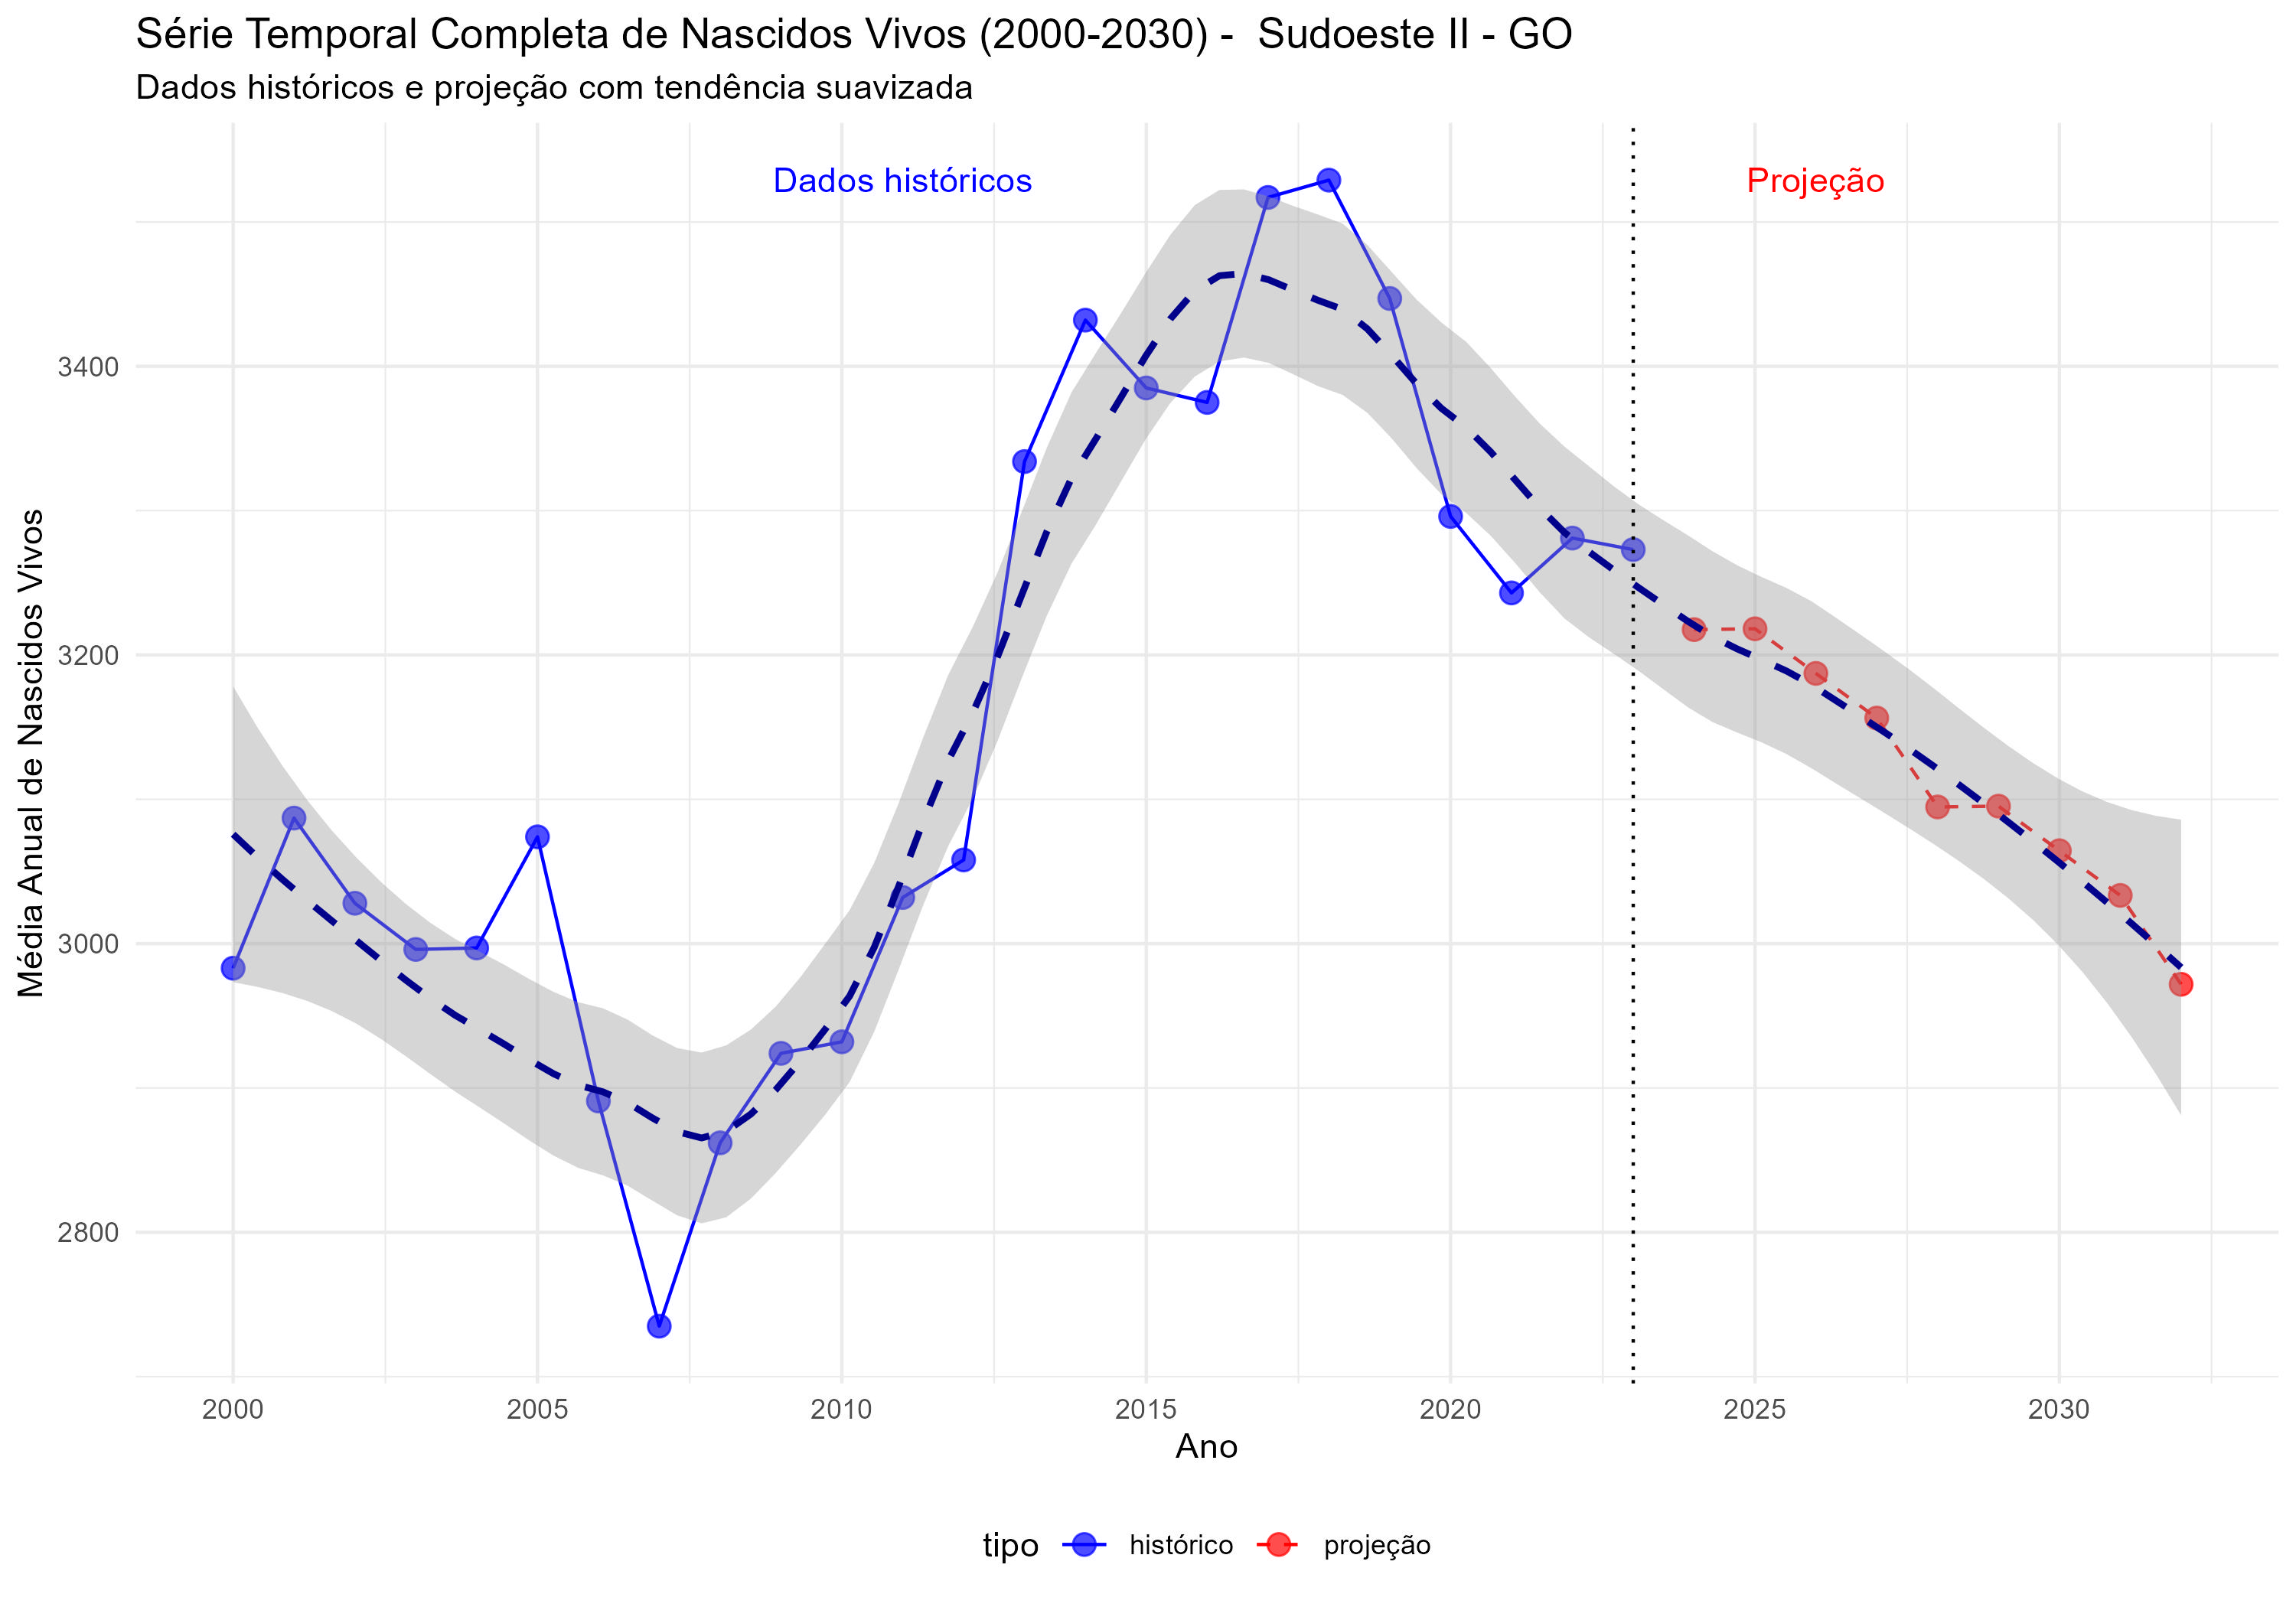 Série Temporal Completa de Nascidos Vivos (2000-2030) -  Sudoeste II - GO
Dados históricos e projeção com tendência suavizada
Dados históricos
Projeção
Média Anual de Nascidos Vivos
3400
3200
3000
2800
2000 2005 2010 2015 2020 2025 2030
Ano
tipo histórico projeção